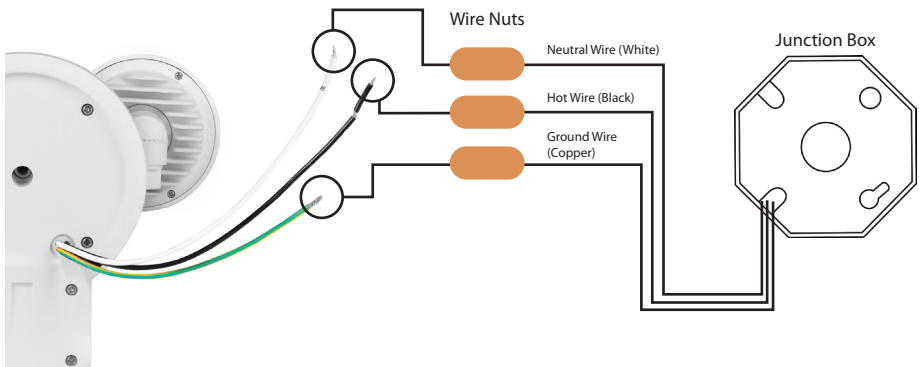 Wire Nuts
Junction Box
Neutral Wire (White)
Hot Wire (Black)
Ground Wire
(Copper)